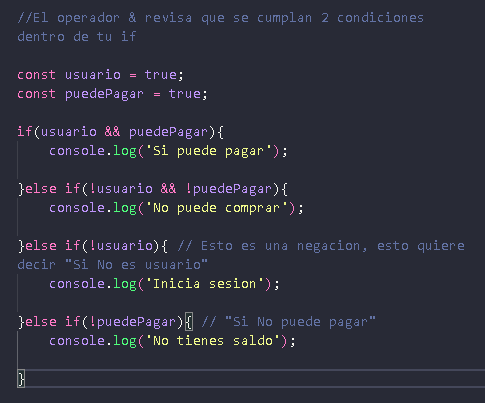 //El operador & revisa que se cumplan 2 condiciones
dentro de tu if
const usuario = true;
const puedePagar = true;
if(usuario && puedePagar){
console.log('Si puede pagar');
}else if(!usuario && !puedePagar){
console.log('No puede comprar');
}else if(!usuario){ // Esto es una negacion, esto quiere
decir "Si No es usuario"
console.log('Inicia sesion');
}else if(!puedePagar){ // "Si No puede pagar"
console.log('No tienes saldo');
}